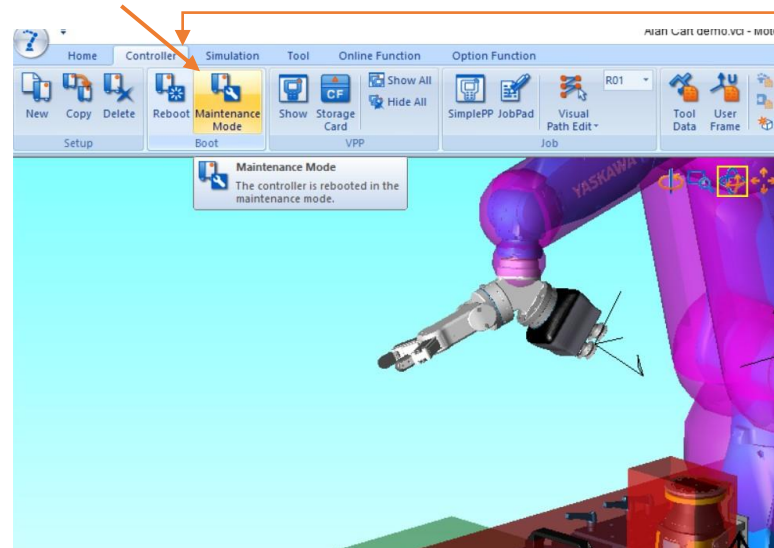 Alan Cart demo.vcl - Mot
Home Controller Simulation Tool Online Function Option Function
New Copy Delete Reboot Maintenance Mode Show Storage Card CF Show All Hide All SimplePP JobPad Visual Path Edit R01 Tool Data User Frame
Setup Boot VPP Job
Maintenance Mode
The controller is rebooted in the
maintenance mode.
YASKAWA